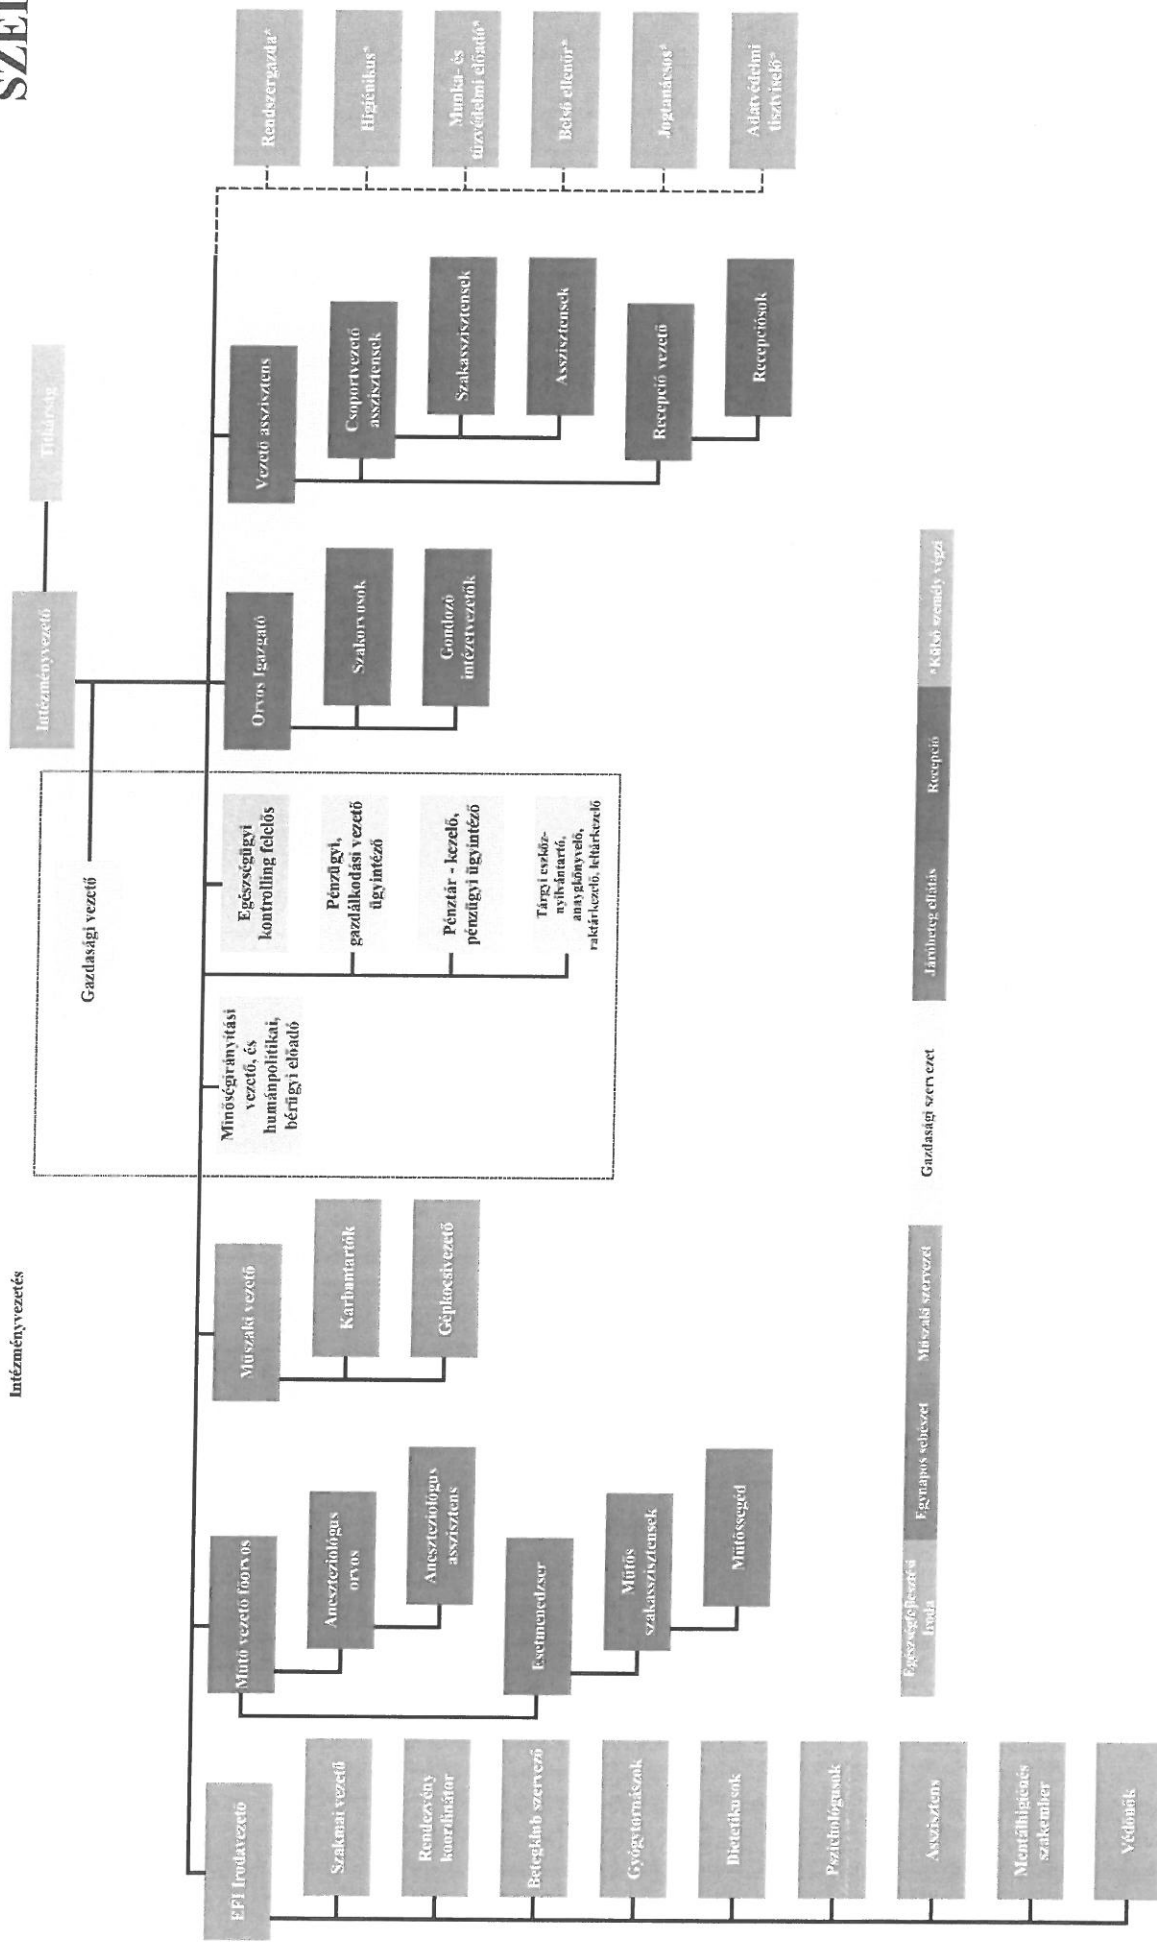 SZE
Intézményvezetés
Intézményvezető
Titkárság
Gazdasági vezető
EFI Irodavezető
Szakmai vezető
Rendezvény
koordinátor
Betegklub szervező
Gyógytornászok
Dietetikusok
Pszichológusok
Asszisztens
Mentálhigiénés
szakember
Védőnők
Műtő vezető főorvos
Aneszteziológus
orvos
Aneszteziológus
asszisztens
Esetmenedzser
Műtős
szakasszisztensek
Műtőssegéd
Műszaki vezető
Karbantartók
Gépkocsivezető
Minőségirányítási
vezető, és
humánpolitikai,
bérügyi előadó
Egészségügyi
kontrolling felelős
Pénzügyi,
gazdálkodási vezető
ügyintéző
Pénztár - kezelő,
pénzügyi ügyintéző
Tárgyi eszköz-
nyilvántartó,
anaygkönyvelő,
raktárkezelő, leltárkezelő
Orvos Igazgató
Szakorvosok
Gondozó
intézetvezetők
Vezető asszisztens
Csoportvezető
asszisztensek
Szakasszisztensek
Asszisztensek
Recepció vezető
Recepciósok
Rendszergazda*
Higiénikus*
Munka- és
tűzvédelmi előadó*
Belső ellenőr*
Jogtanácsos*
Adatvédelmi
tisztviselő*
Egészségfejlesztési
Iroda
Egynapos sebészet
Műszaki szervezet
Gazdasági szervezet
Járóbeteg ellátás
Recepció
*Külső személy végzi